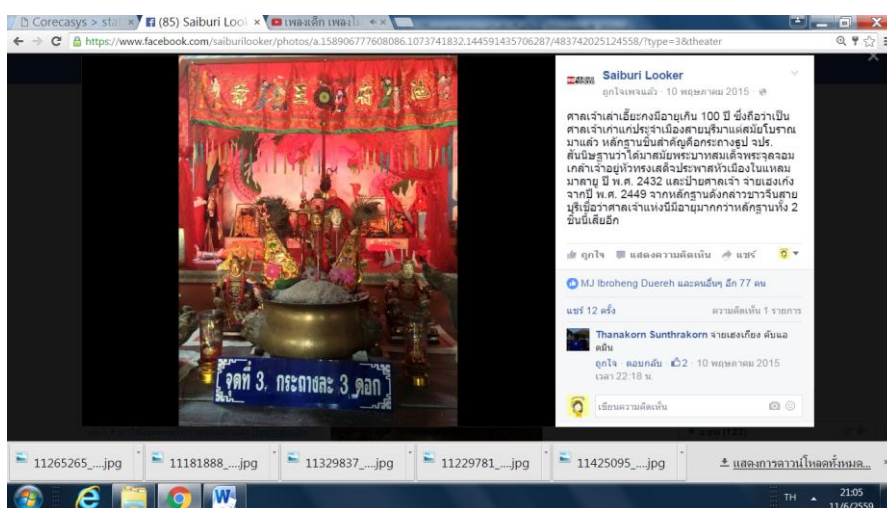 Corecasys > stat
(85) Saiburi Look
เพลงเด็ก เพลงไ
https://www.facebook.com/saiburilooker/photos/a.158906777608086.1073741832.144591435706287/483742025124558/?type=3&theater
Saiburi Looker
ถูกใจเพจแล้ว · 10 พฤษภาคม 2015 ·
ศาลเจ้าเล่าเอี้ยะกงมีอายุเกิน 100 ปี ซึ่งถือว่าเป็น
ศาลเจ้าเก่าแก่ประจำเมืองสายบุรีมาแต่สมัยโบราณ
มาแล้ว หลักฐานชิ้นสำคัญคือกระถางธูป จปร.
สันนิษฐานว่าได้มาสมัยพระบาทสมเด็จพระจุลจอม
เกล้าเจ้าอยู่หัวทรงเสด็จประพาสหัวเมืองในแหลม
มาลายู ปี พ.ศ. 2432 และป้ายศาลเจ้า จ่ายเฮงเก๋ง
จากปี พ.ศ. 2449 จากหลักฐานดังกล่าวชาวจีนสาย
บุรีเชื่อว่าศาลเจ้าแห่งนี้มีอายุมากกว่าหลักฐานทั้ง 2
ชิ้นนี้เสียอีก
ถูกใจ แสดงความคิดเห็น แชร์
MJ Ibroheng Duereh และคนอื่นๆ อีก 77 คน
แชร์ 12 ครั้ง ความคิดเห็น 1 รายการ
Thanakorn Sunthrakorn จ่ายเฮงเกียง คับแอ
ดมิน
ถูกใจ · ตอบกลับ · 2 · 10 พฤษภาคม 2015
เวลา 22:18 น.
เขียนความคิดเห็น
จุดที่ 3. กระถางละ 3 ดอก
11265265_....jpg
11181888_....jpg
11329837_....jpg
11229781_....jpg
11425095_....jpg
แสดงการดาวน์โหลดทั้งหมด...
TH
21:05
11/6/2559